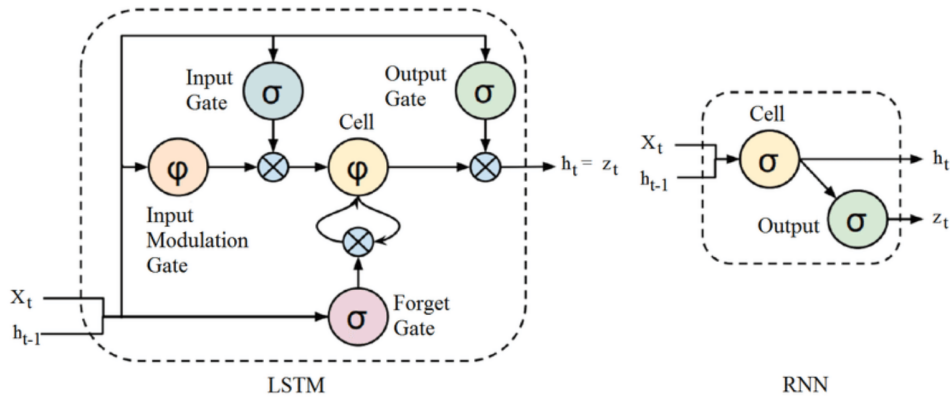 Input
Gate
σ
Output
Gate
σ
Cell
φ
φ
h_t = z_t
Input
Modulation
Gate
X_t
h_t-1
σ
Forget
Gate
LSTM
Cell
X_t
h_t-1
σ
h_t
Output
σ
z_t
RNN